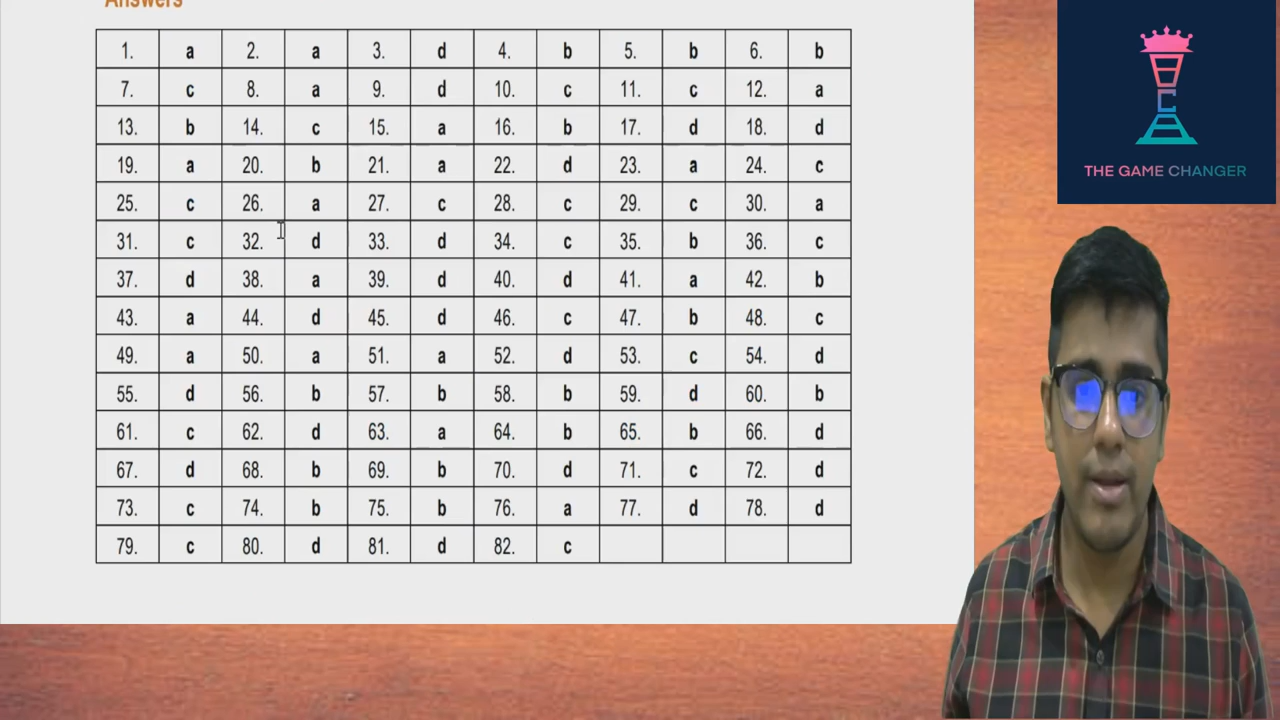 Answers
1. a 2. a 3. d 4. b 5. b 6. b
7. c 8. a 9. d 10. c 11. c 12. a
13. b 14. c 15. a 16. b 17. d 18. d
19. a 20. b 21. a 22. d 23. a 24. c
25. c 26. a 27. c 28. c 29. c 30. a
31. c 32. d 33. d 34. c 35. b 36. c
37. d 38. a 39. d 40. d 41. a 42. b
43. a 44. d 45. d 46. c 47. b 48. c
49. a 50. a 51. a 52. d 53. c 54. d
55. d 56. b 57. b 58. b 59. d 60. b
61. c 62. d 63. a 64. b 65. b 66. d
67. d 68. b 69. b 70. d 71. c 72. d
73. c 74. b 75. b 76. a 77. d 78. d
79. c 80. d 81. d 82. c
THE GAME CHANGER